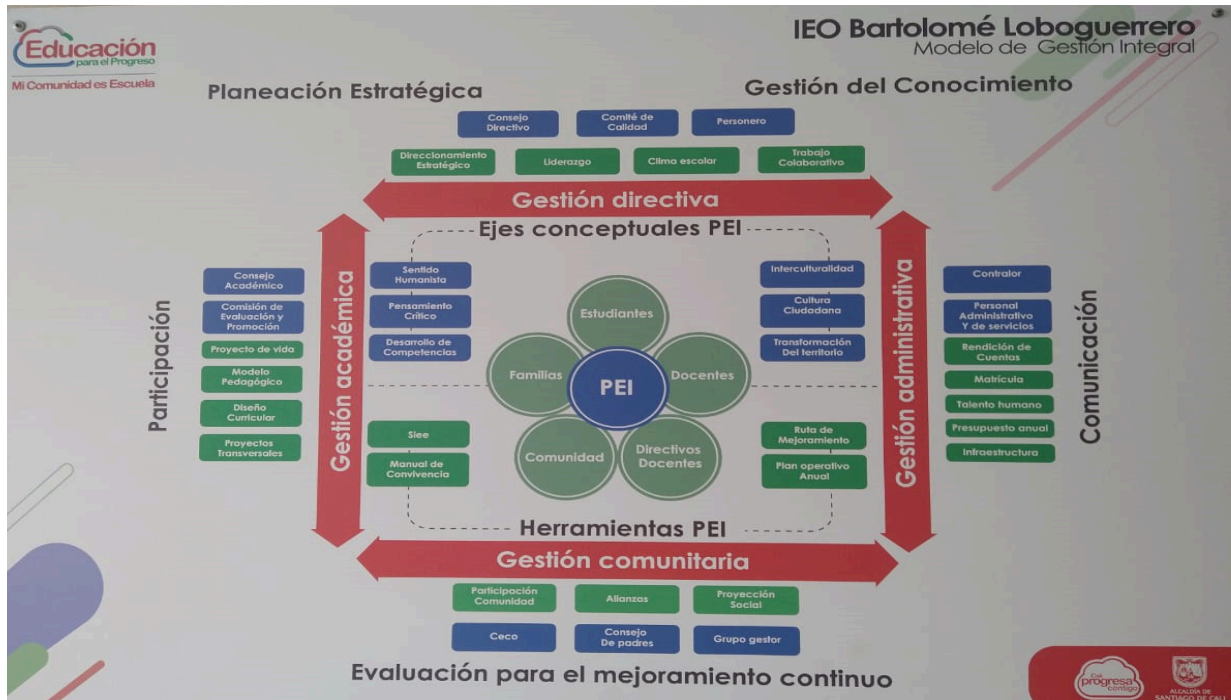 Educación
para el Progreso
Mi Comunidad es Escuela
IEO Bartolomé Loboguerrero
Modelo de Gestión Integral
Planeación Estratégica
Gestión del Conocimiento
Consejo
Directivo
Comité de
Calidad
Personero
Direccionamiento
Estratégico
Liderazgo
Clima escolar
Trabajo
Colaborativo
Gestión directiva
Ejes conceptuales PEI
Participación
Consejo
Académico
Comisión de
Evaluación y
Promoción
Proyecto de vida
Modelo
Pedagógico
Diseño
Curricular
Proyectos
Transversales
Gestión académica
Sentido
Humanista
Pensamiento
Crítico
Desarrollo de
Competencias
Siee
Manual de
Convivencia
Estudiantes
Familias
PEI
Docentes
Comunidad
Directivos
Docentes
Interculturalidad
Cultura
Ciudadana
Transformación
Del territorio
Ruta de
Mejoramiento
Plan operativo
Anual
Gestión administrativa
Contralor
Personal
Administrativo
Y de servicios
Rendición de
Cuentas
Matrícula
Talento humano
Presupuesto anual
Infraestructura
Comunicación
Herramientas PEI
Gestión comunitaria
Participación
Comunidad
Alianzas
Proyección
Social
Ceco
Consejo
De padres
Grupo gestor
Evaluación para el mejoramiento continuo
Cali
progresa
contigo
ALCALDÍA DE
SANTIAGO DE CALI